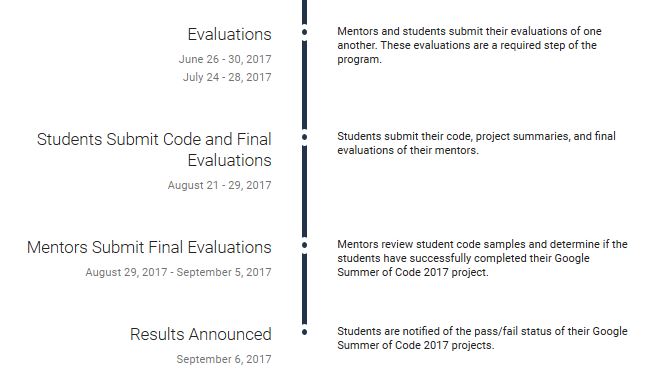 Evaluations
June 26 - 30, 2017
July 24 - 28, 2017
Mentors and students submit their evaluations of one
another. These evaluations are a required step of the
program.
Students Submit Code and Final
Evaluations
August 21 - 29, 2017
Students submit their code, project summaries, and final
evaluations of their mentors.
Mentors Submit Final Evaluations
August 29, 2017 - September 5, 2017
Mentors review student code samples and determine if the
students have successfully completed their Google
Summer of Code 2017 project.
Results Announced
September 6, 2017
Students are notified of the pass/fail status of their Google
Summer of Code 2017 projects.